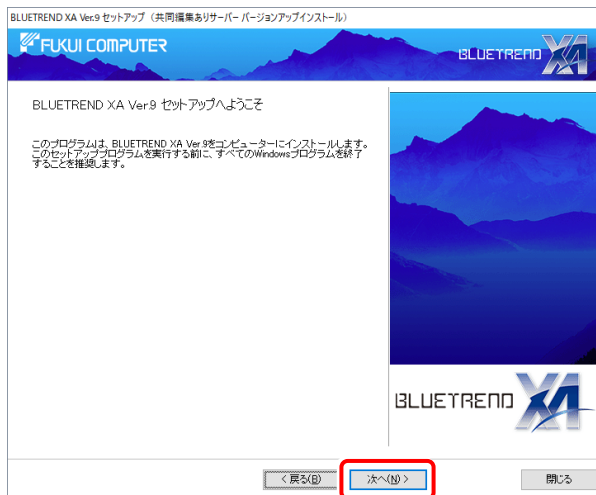 BLUETREND XA Ver.9 セットアップ（共同編集ありサーバー バージョンアップインストール）
FUKUI COMPUTER
BLUETREND XA
BLUETREND XA Ver.9 セットアップへようこそ
このプログラムは、BLUETREND XA Ver.9をコンピューターにインストールします。
このセットアッププログラムを実行する前に、すべてのWindowsプログラムを終了
することを推奨します。
BLUETREND XA
< 戻る(B)
次へ(N) >
閉じる